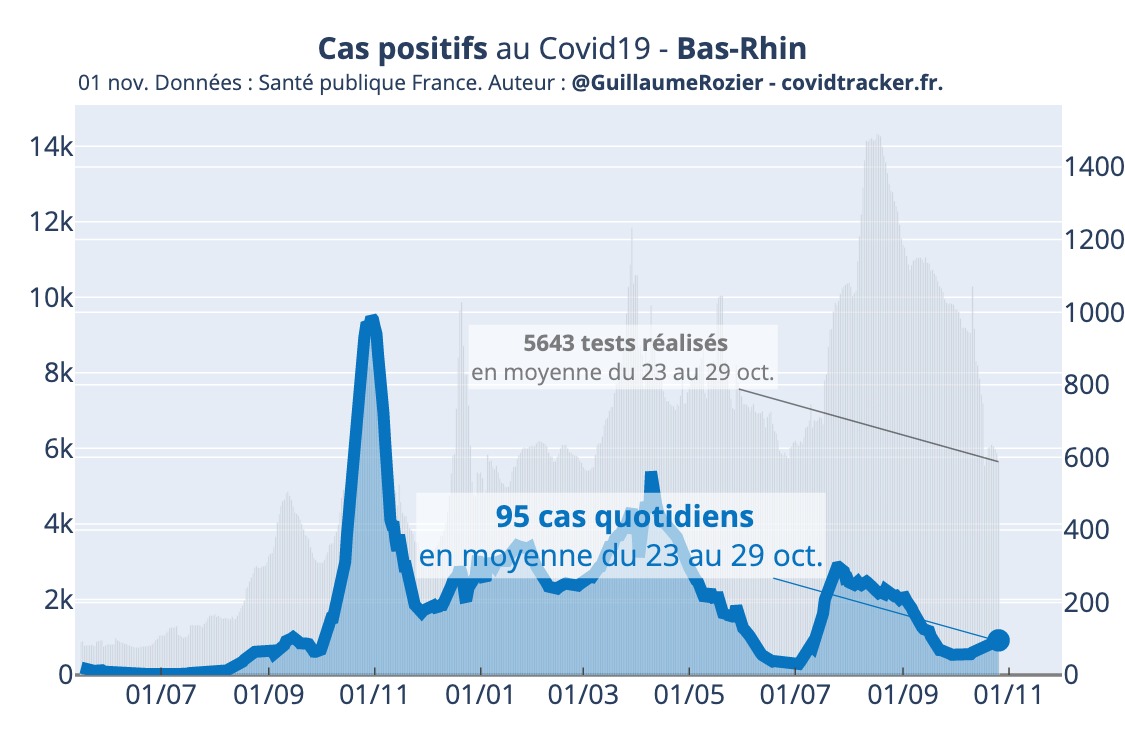 Cas positifs au Covid19 - Bas-Rhin
01 nov. Données : Santé publique France. Auteur : @GuillaumeRozier - covidtracker.fr.
14k
12k
10k
8k
6k
4k
2k
0
1400
1200
1000
800
600
400
200
0
5643 tests réalisés
en moyenne du 23 au 29 oct.
95 cas quotidiens
en moyenne du 23 au 29 oct.
01/07 01/09 01/11 01/01 01/03 01/05 01/07 01/09 01/11